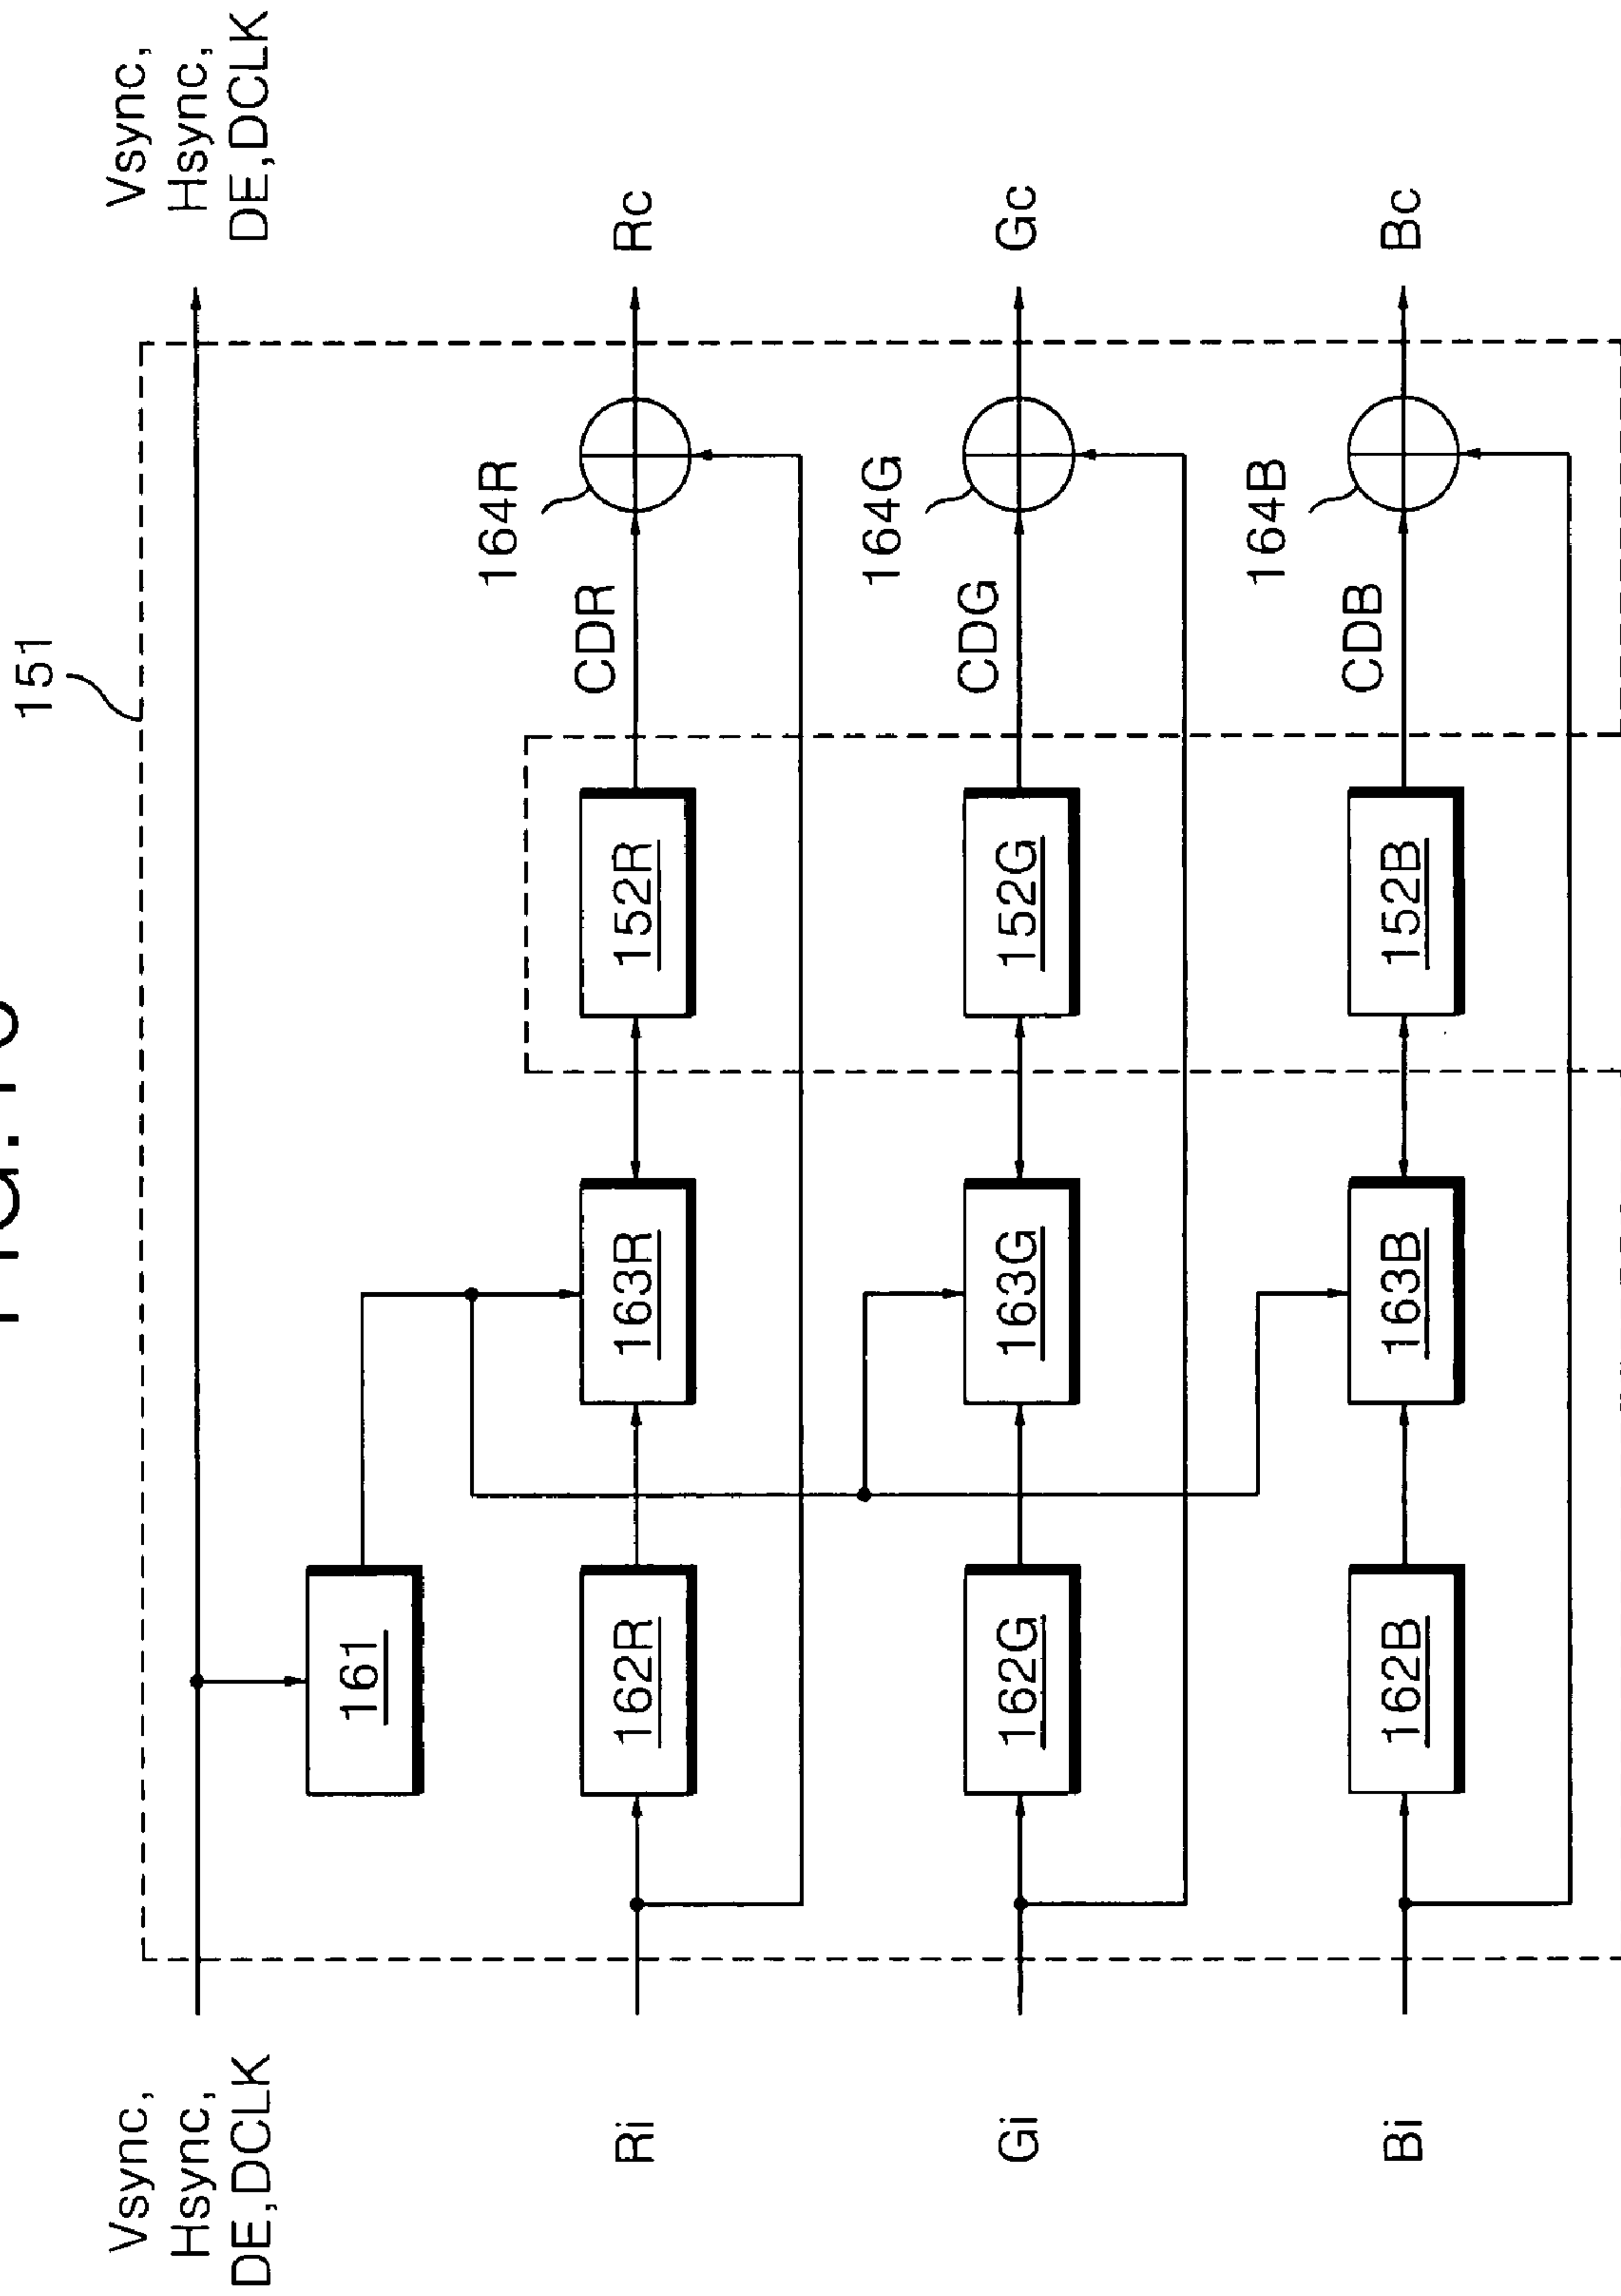 151
Vsync,
Hsync,
DE,DCLK
Vsync,
Hsync,
DE,DCLK
161
164R
CDR
Ri
162R
163R
152R
Rc
164G
CDG
Gi
162G
163G
152G
Gc
164B
CDB
Bi
162B
163B
152B
Bc